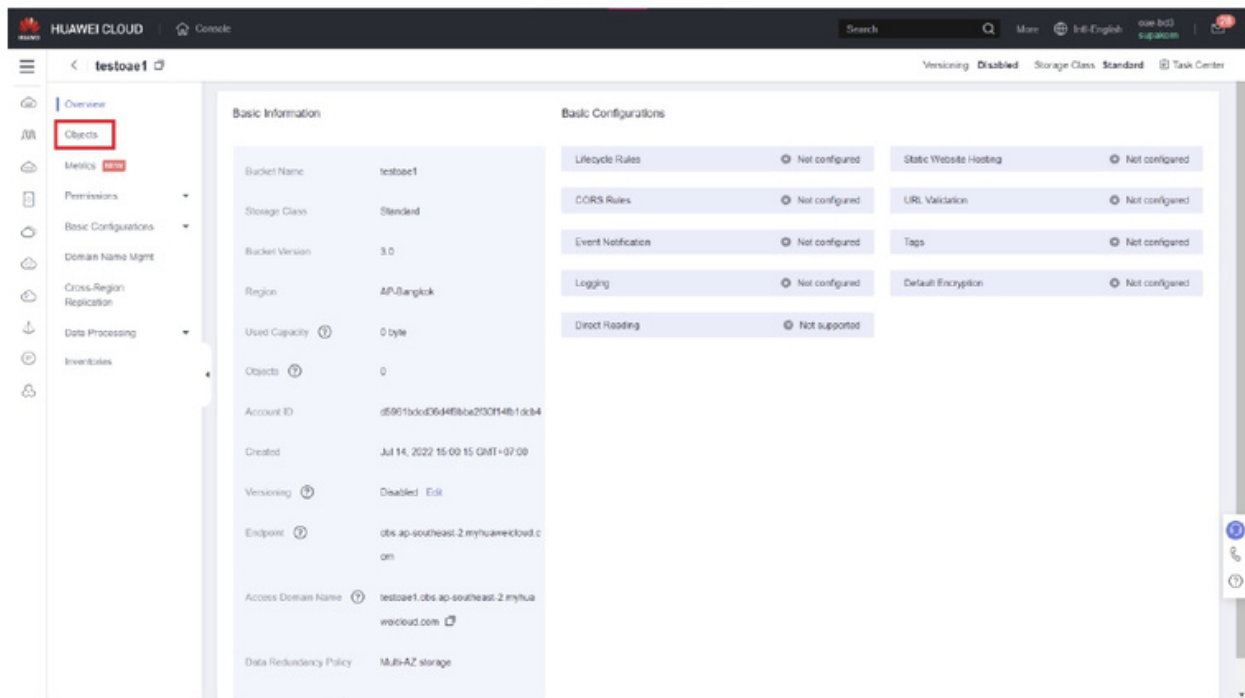 HUAWEI
HUAWEI CLOUD
Console
Search
More
Intl-English
supakorn
28
testoae1
Versioning Disabled
Storage Class Standard
Task Center
Overview
Objects
Metrics NEW
Permissions
Basic Configurations
Domain Name Mgmt
Cross-Region
Replication
Data Processing
Inventories
Basic Information
Bucket Name testoae1
Storage Class Standard
Bucket Version 3.0
Region AP-Bangkok
Used Capacity ? 0 byte
Objects ? 0
Account ID
Created Jul 14, 2022 15:00:15 GMT+07:00
Versioning ? Disabled Edit
Endpoint ? obs.ap-southeast-2.myhuaweicloud.c
om
Access Domain Name ? testoae1.obs.ap-southeast-2.myhua
weicloud.com
Data Redundancy Policy Multi-AZ storage
Basic Configurations
Lifecycle Rules Not configured
Static Website Hosting Not configured
CORS Rules Not configured
URL Validation Not configured
Event Notification Not configured
Tags Not configured
Logging Not configured
Default Encryption Not configured
Direct Reading Not supported